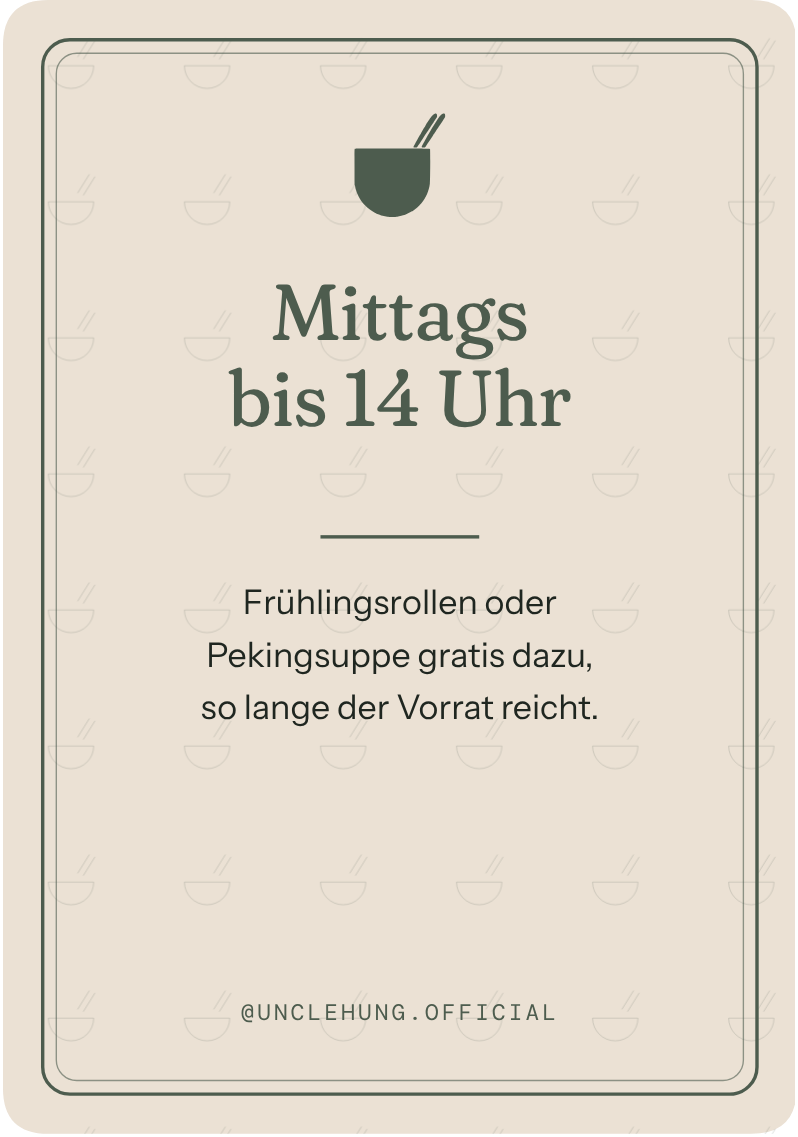 Mittags
bis 14 Uhr
Frühlingsrollen oder
Pekingsuppe gratis dazu,
so lange der Vorrat reicht.
@UNCLEHUNG.OFFICIAL